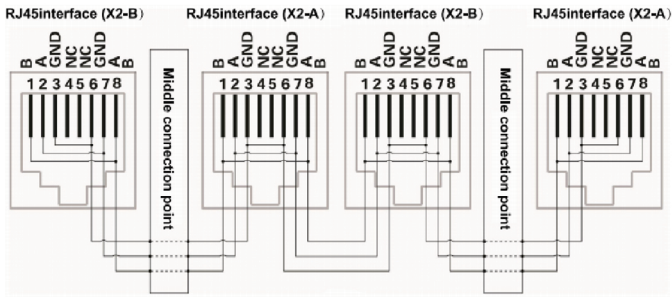 RJ45interface (X2-B)
RJ45interface (X2-A)
RJ45interface (X2-B)
RJ45interface (X2-A)
B A GND NC NC GND A B
B A GND NC NC GND A B
B A GND NC NC GND A B
B A GND NC NC GND A B
1 2 3 4 5 6 7 8
1 2 3 4 5 6 7 8
1 2 3 4 5 6 7 8
1 2 3 4 5 6 7 8
Middle connection point
Middle connection point